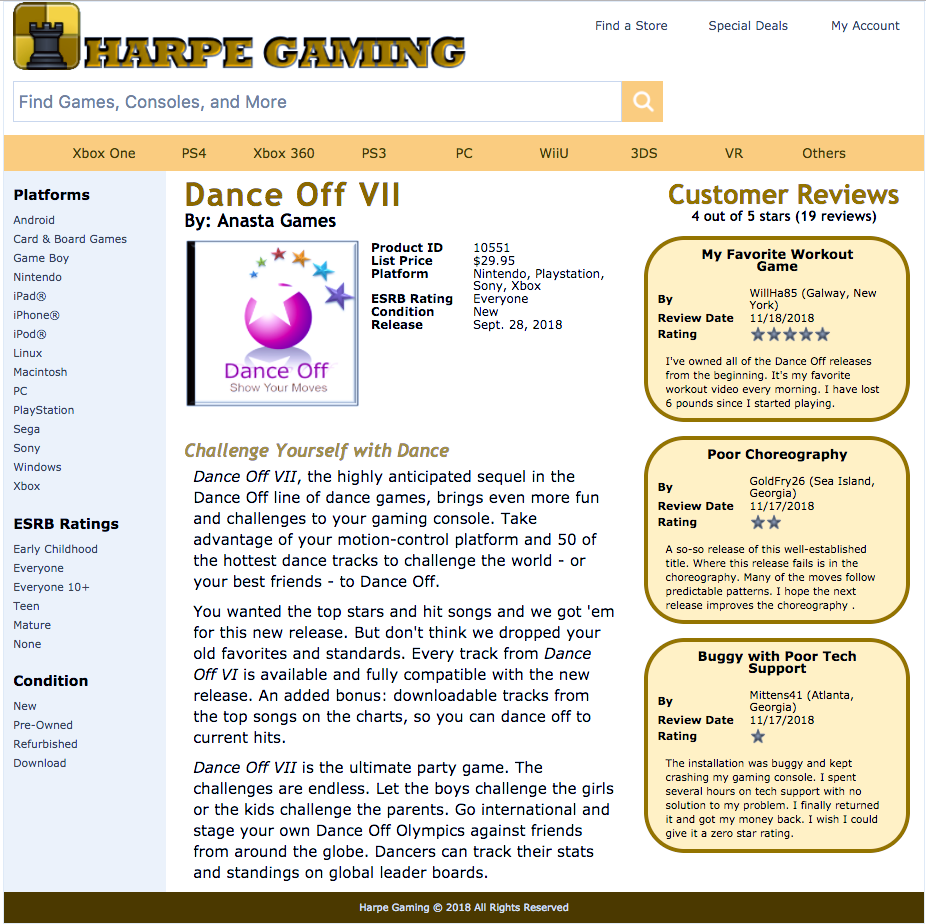 HARPE GAMING
Find a Store
Special Deals
My Account
Find Games, Consoles, and More
Xbox One
PS4
Xbox 360
PS3
PC
WiiU
3DS
VR
Others
Platforms
Android
Card & Board Games
Game Boy
Nintendo
iPad®
iPhone®
iPod®
Linux
Macintosh
PC
PlayStation
Sega
Sony
Windows
Xbox
ESRB Ratings
Early Childhood
Everyone
Everyone 10+
Teen
Mature
None
Condition
New
Pre-Owned
Refurbished
Download
Dance Off VII
By: Anasta Games
Dance Off
Show Your Moves
Product ID 10551
List Price $29.95
Platform Nintendo, Playstation,
Sony, Xbox
ESRB Rating Everyone
Condition New
Release Sept. 28, 2018
Challenge Yourself with Dance
Dance Off VII, the highly anticipated sequel in the
Dance Off line of dance games, brings even more fun
and challenges to your gaming console. Take
advantage of your motion-control platform and 50 of
the hottest dance tracks to challenge the world - or
your best friends - to Dance Off.
You wanted the top stars and hit songs and we got 'em
for this new release. But don't think we dropped your
old favorites and standards. Every track from Dance
Off VI is available and fully compatible with the new
release. An added bonus: downloadable tracks from
the top songs on the charts, so you can dance off to
current hits.
Dance Off VII is the ultimate party game. The
challenges are endless. Let the boys challenge the girls
or the kids challenge the parents. Go international and
stage your own Dance Off Olympics against friends
from around the globe. Dancers can track their stats
and standings on global leader boards.
Customer Reviews
4 out of 5 stars (19 reviews)
My Favorite Workout
Game
By WillHa85 (Galway, New
York)
Review Date 11/18/2018
Rating
I've owned all of the Dance Off releases
from the beginning. It's my favorite
workout video every morning. I have lost
6 pounds since I started playing.
Poor Choreography
By GoldFry26 (Sea Island,
Georgia)
Review Date 11/17/2018
Rating
A so-so release of this well-established
title. Where this release fails is in the
choreography. Many of the moves follow
predictable patterns. I hope the next
release improves the choreography .
Buggy with Poor Tech
Support
By Mittens41 (Atlanta,
Georgia)
Review Date 11/17/2018
Rating
The installation was buggy and kept
crashing my gaming console. I spent
several hours on tech support with no
solution to my problem. I finally returned
it and got my money back. I wish I could
give it a zero star rating.
Harpe Gaming © 2018 All Rights Reserved